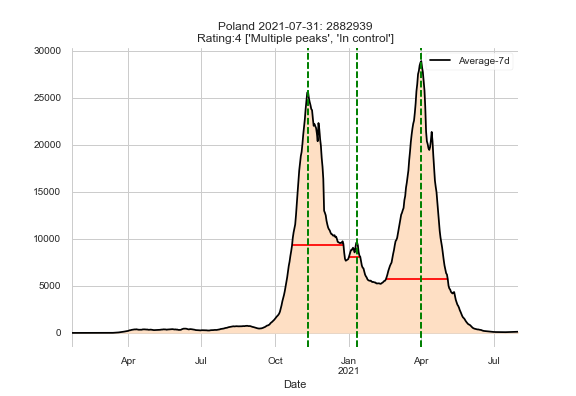 Poland 2021-07-31: 2882939
Rating:4 ['Multiple peaks', 'In control']
Average-7d
30000
25000
20000
15000
10000
5000
0
Apr
Jul
Oct
Jan
2021
Apr
Jul
Date